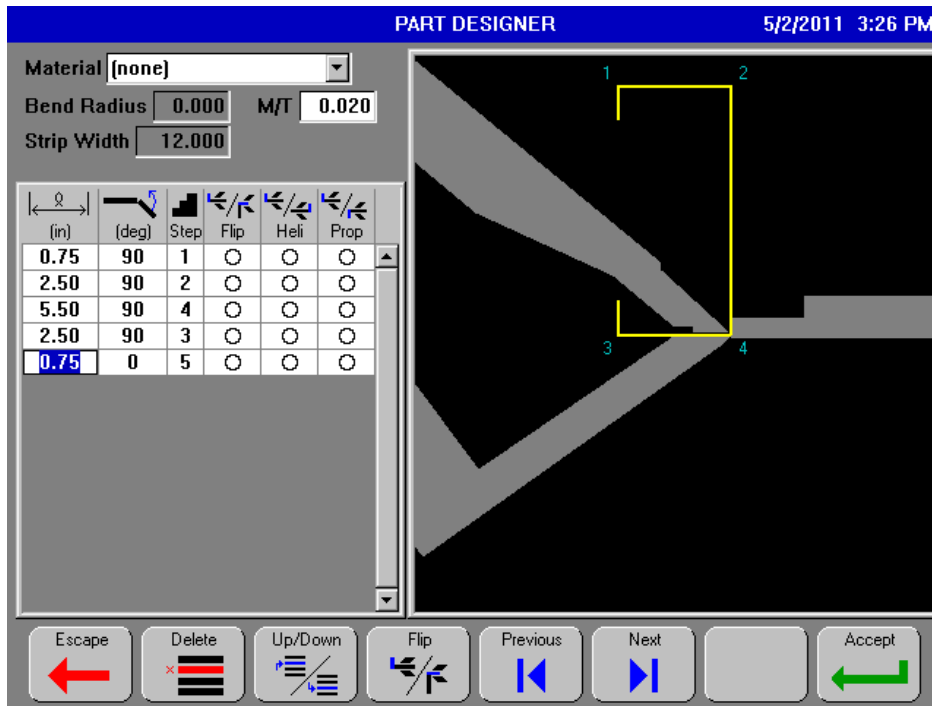 PART DESIGNER 5/2/2011 3:26 PM
Material (none)
Bend Radius 0.000 M/T 0.020
Strip Width 12.000
ℓ
(in) (deg) Step Flip Heli Prop
0.75 90 1
2.50 90 2
5.50 90 4
2.50 90 3
0.75 0 5
1 2
3 4
Escape Delete Up/Down Flip Previous Next Accept